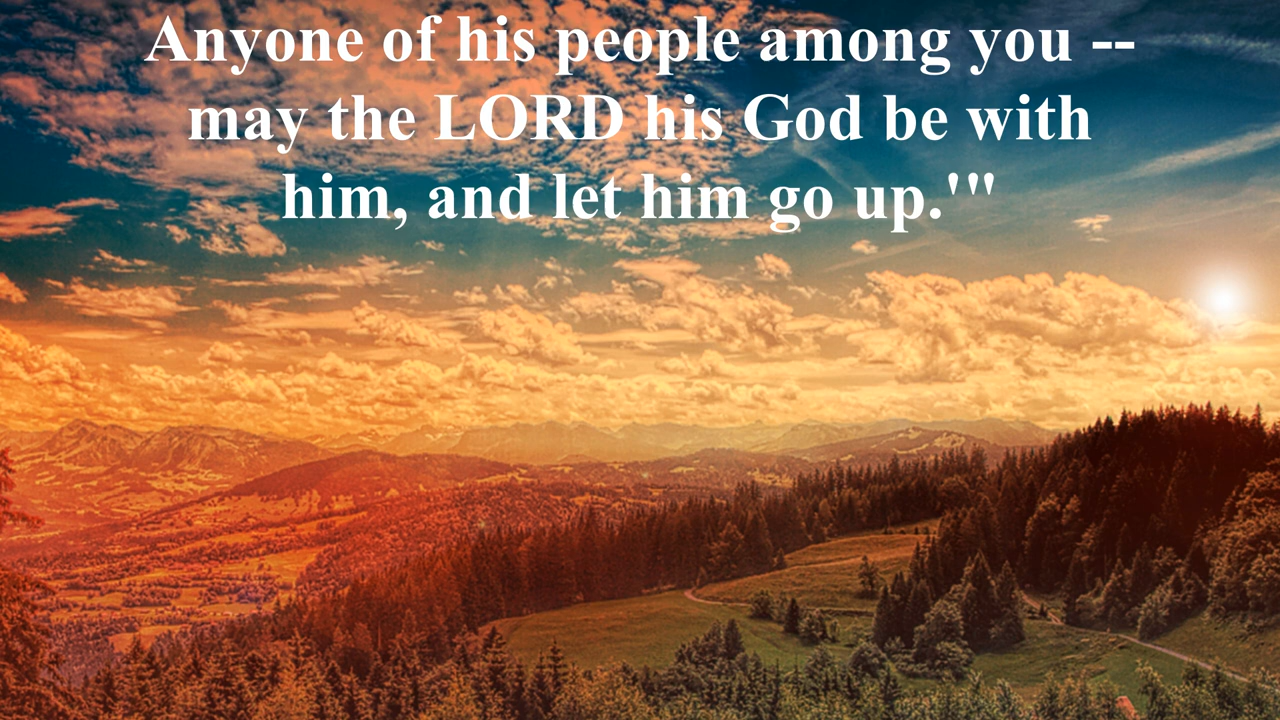 Anyone of his people among you --
may the LORD his God be with
him, and let him go up.'"